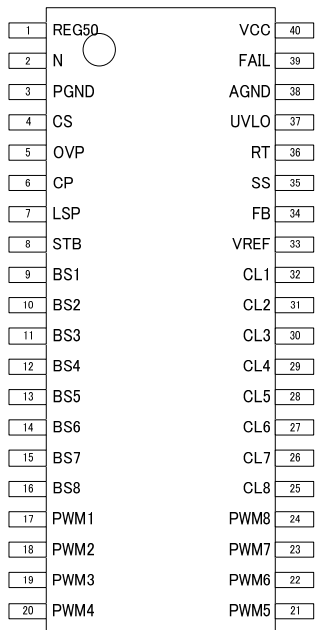 1 REG50 VCC 40
2 N FAIL 39
3 PGND AGND 38
4 CS UVLO 37
5 OVP RT 36
6 CP SS 35
7 LSP FB 34
8 STB VREF 33
9 BS1 CL1 32
10 BS2 CL2 31
11 BS3 CL3 30
12 BS4 CL4 29
13 BS5 CL5 28
14 BS6 CL6 27
15 BS7 CL7 26
16 BS8 CL8 25
17 PWM1 PWM8 24
18 PWM2 PWM7 23
19 PWM3 PWM6 22
20 PWM4 PWM5 21